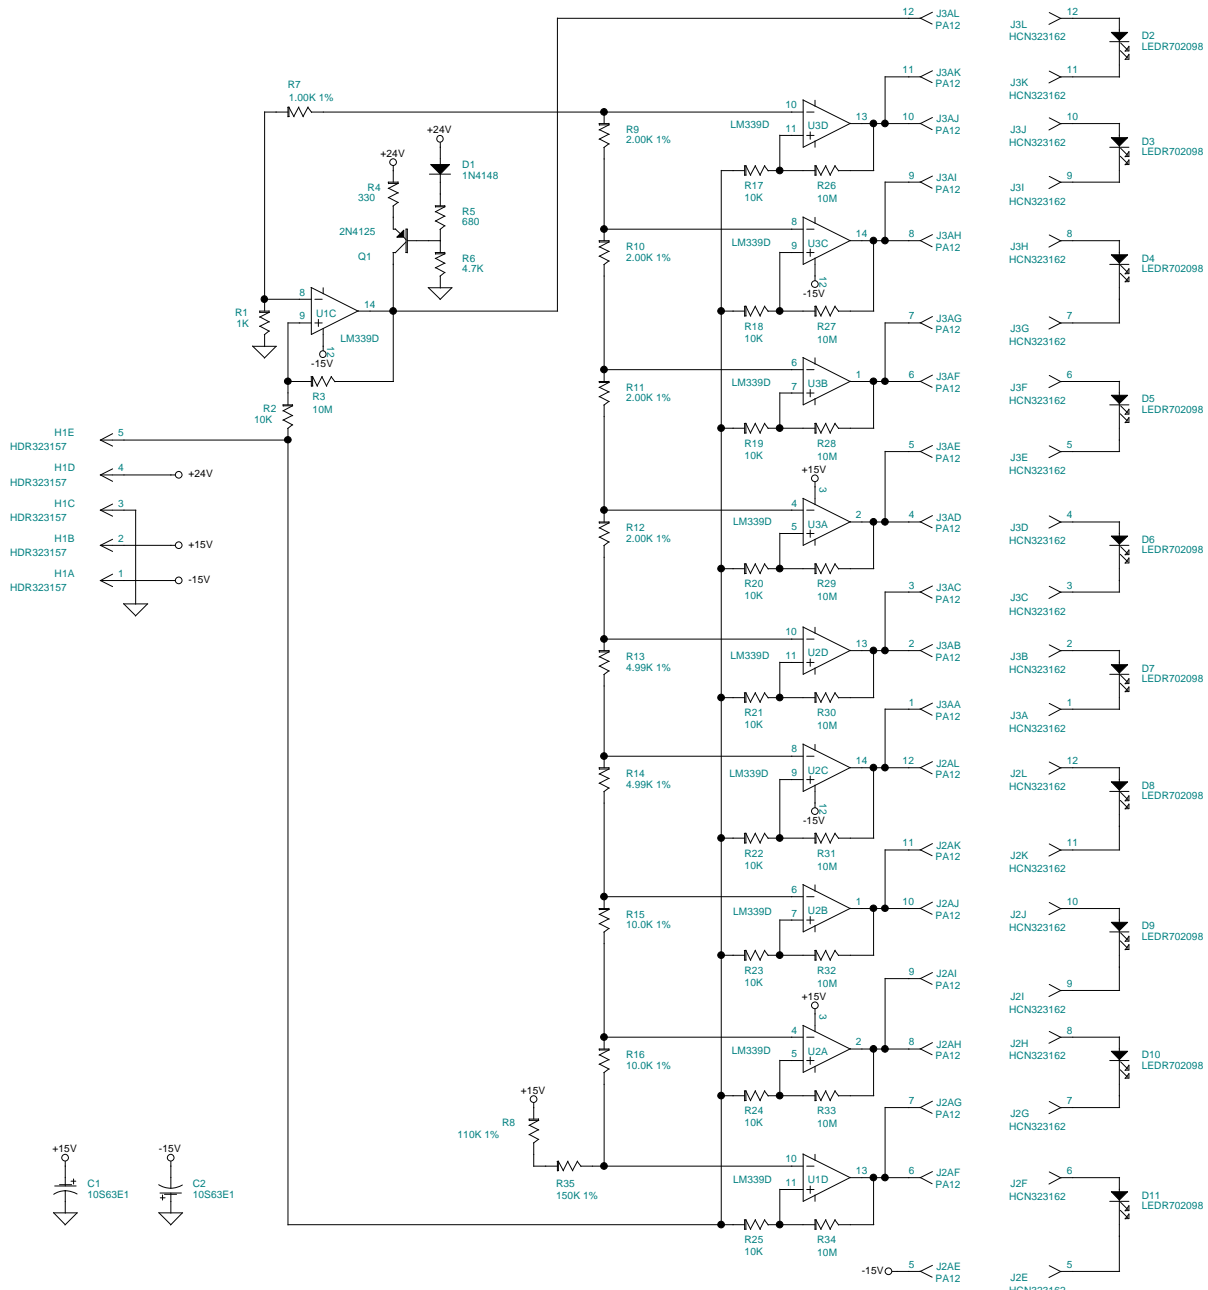 12 J3AL
PA12
J3L 12
HCN323162
D2
LEDR702098
J3K 11
HCN323162
11 J3AK
PA12
R7
1.00K 1%
10
U3D
11
13
LM339D
10 J3AJ
PA12
J3J 10
HCN323162
D3
LEDR702098
J3I 9
HCN323162
R9
2.00K 1%
+24V
D1
1N4148
+24V
R4
330
R5
680
2N4125
Q1
R6
4.7K
R17
10K
R26
10M
9 J3AI
PA12
8
U3C
9
14
12
-15V
LM339D
8 J3AH
PA12
J3H 8
HCN323162
D4
LEDR702098
J3G 7
HCN323162
R10
2.00K 1%
R1
1K
8
U1C
9
14
12
-15V
LM339D
R18
10K
R27
10M
7 J3AG
PA12
R2
10K
R3
10M
6
U3B
7
1
LM339D
6 J3AF
PA12
J3F 6
HCN323162
D5
LEDR702098
J3E 5
HCN323162
R11
2.00K 1%
R19
10K
R28
10M
5 J3AE
PA12
H1E 5
HDR323157
H1D 4
HDR323157
+24V
H1C 3
HDR323157
H1B 2
HDR323157
+15V
H1A 1
HDR323157
-15V
+15V
3
4
U3A
5
2
LM339D
4 J3AD
PA12
J3D 4
HCN323162
D6
LEDR702098
J3C 3
HCN323162
R12
2.00K 1%
R20
10K
R29
10M
3 J3AC
PA12
10
U2D
11
13
LM339D
2 J3AB
PA12
J3B 2
HCN323162
D7
LEDR702098
J3A 1
HCN323162
R13
4.99K 1%
R21
10K
R30
10M
1 J3AA
PA12
8
U2C
9
14
12
-15V
LM339D
12 J2AL
PA12
J2L 12
HCN323162
D8
LEDR702098
J2K 11
HCN323162
R14
4.99K 1%
R22
10K
R31
10M
11 J2AK
PA12
6
U2B
7
1
LM339D
10 J2AJ
PA12
J2J 10
HCN323162
D9
LEDR702098
J2I 9
HCN323162
R15
10.0K 1%
R23
10K
R32
10M
9 J2AI
PA12
+15V
3
4
U2A
5
2
LM339D
8 J2AH
PA12
J2H 8
HCN323162
D10
LEDR702098
J2G 7
HCN323162
R16
10.0K 1%
R24
10K
R33
10M
7 J2AG
PA12
+15V
R8
110K 1%
R35
150K 1%
10
U1D
11
13
LM339D
6 J2AF
PA12
J2F 6
HCN323162
D11
LEDR702098
+15V
C1
10S63E1
-15V
C2
10S63E1
R25
10K
R34
10M
-15V 5 J2AE
PA12
J2E 5
HCN323162